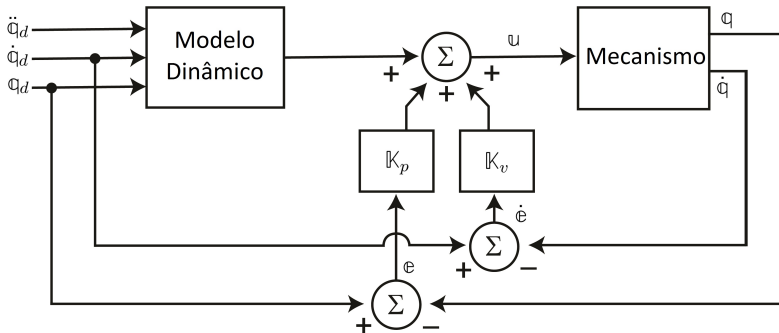 q̈d
q̇d
qd
Modelo
Dinâmico
Σ
+
+
+
𝕦
Mecanismo
q
q̇
𝕂p
𝕂v
ė
Σ
+
−
e
Σ
+
−